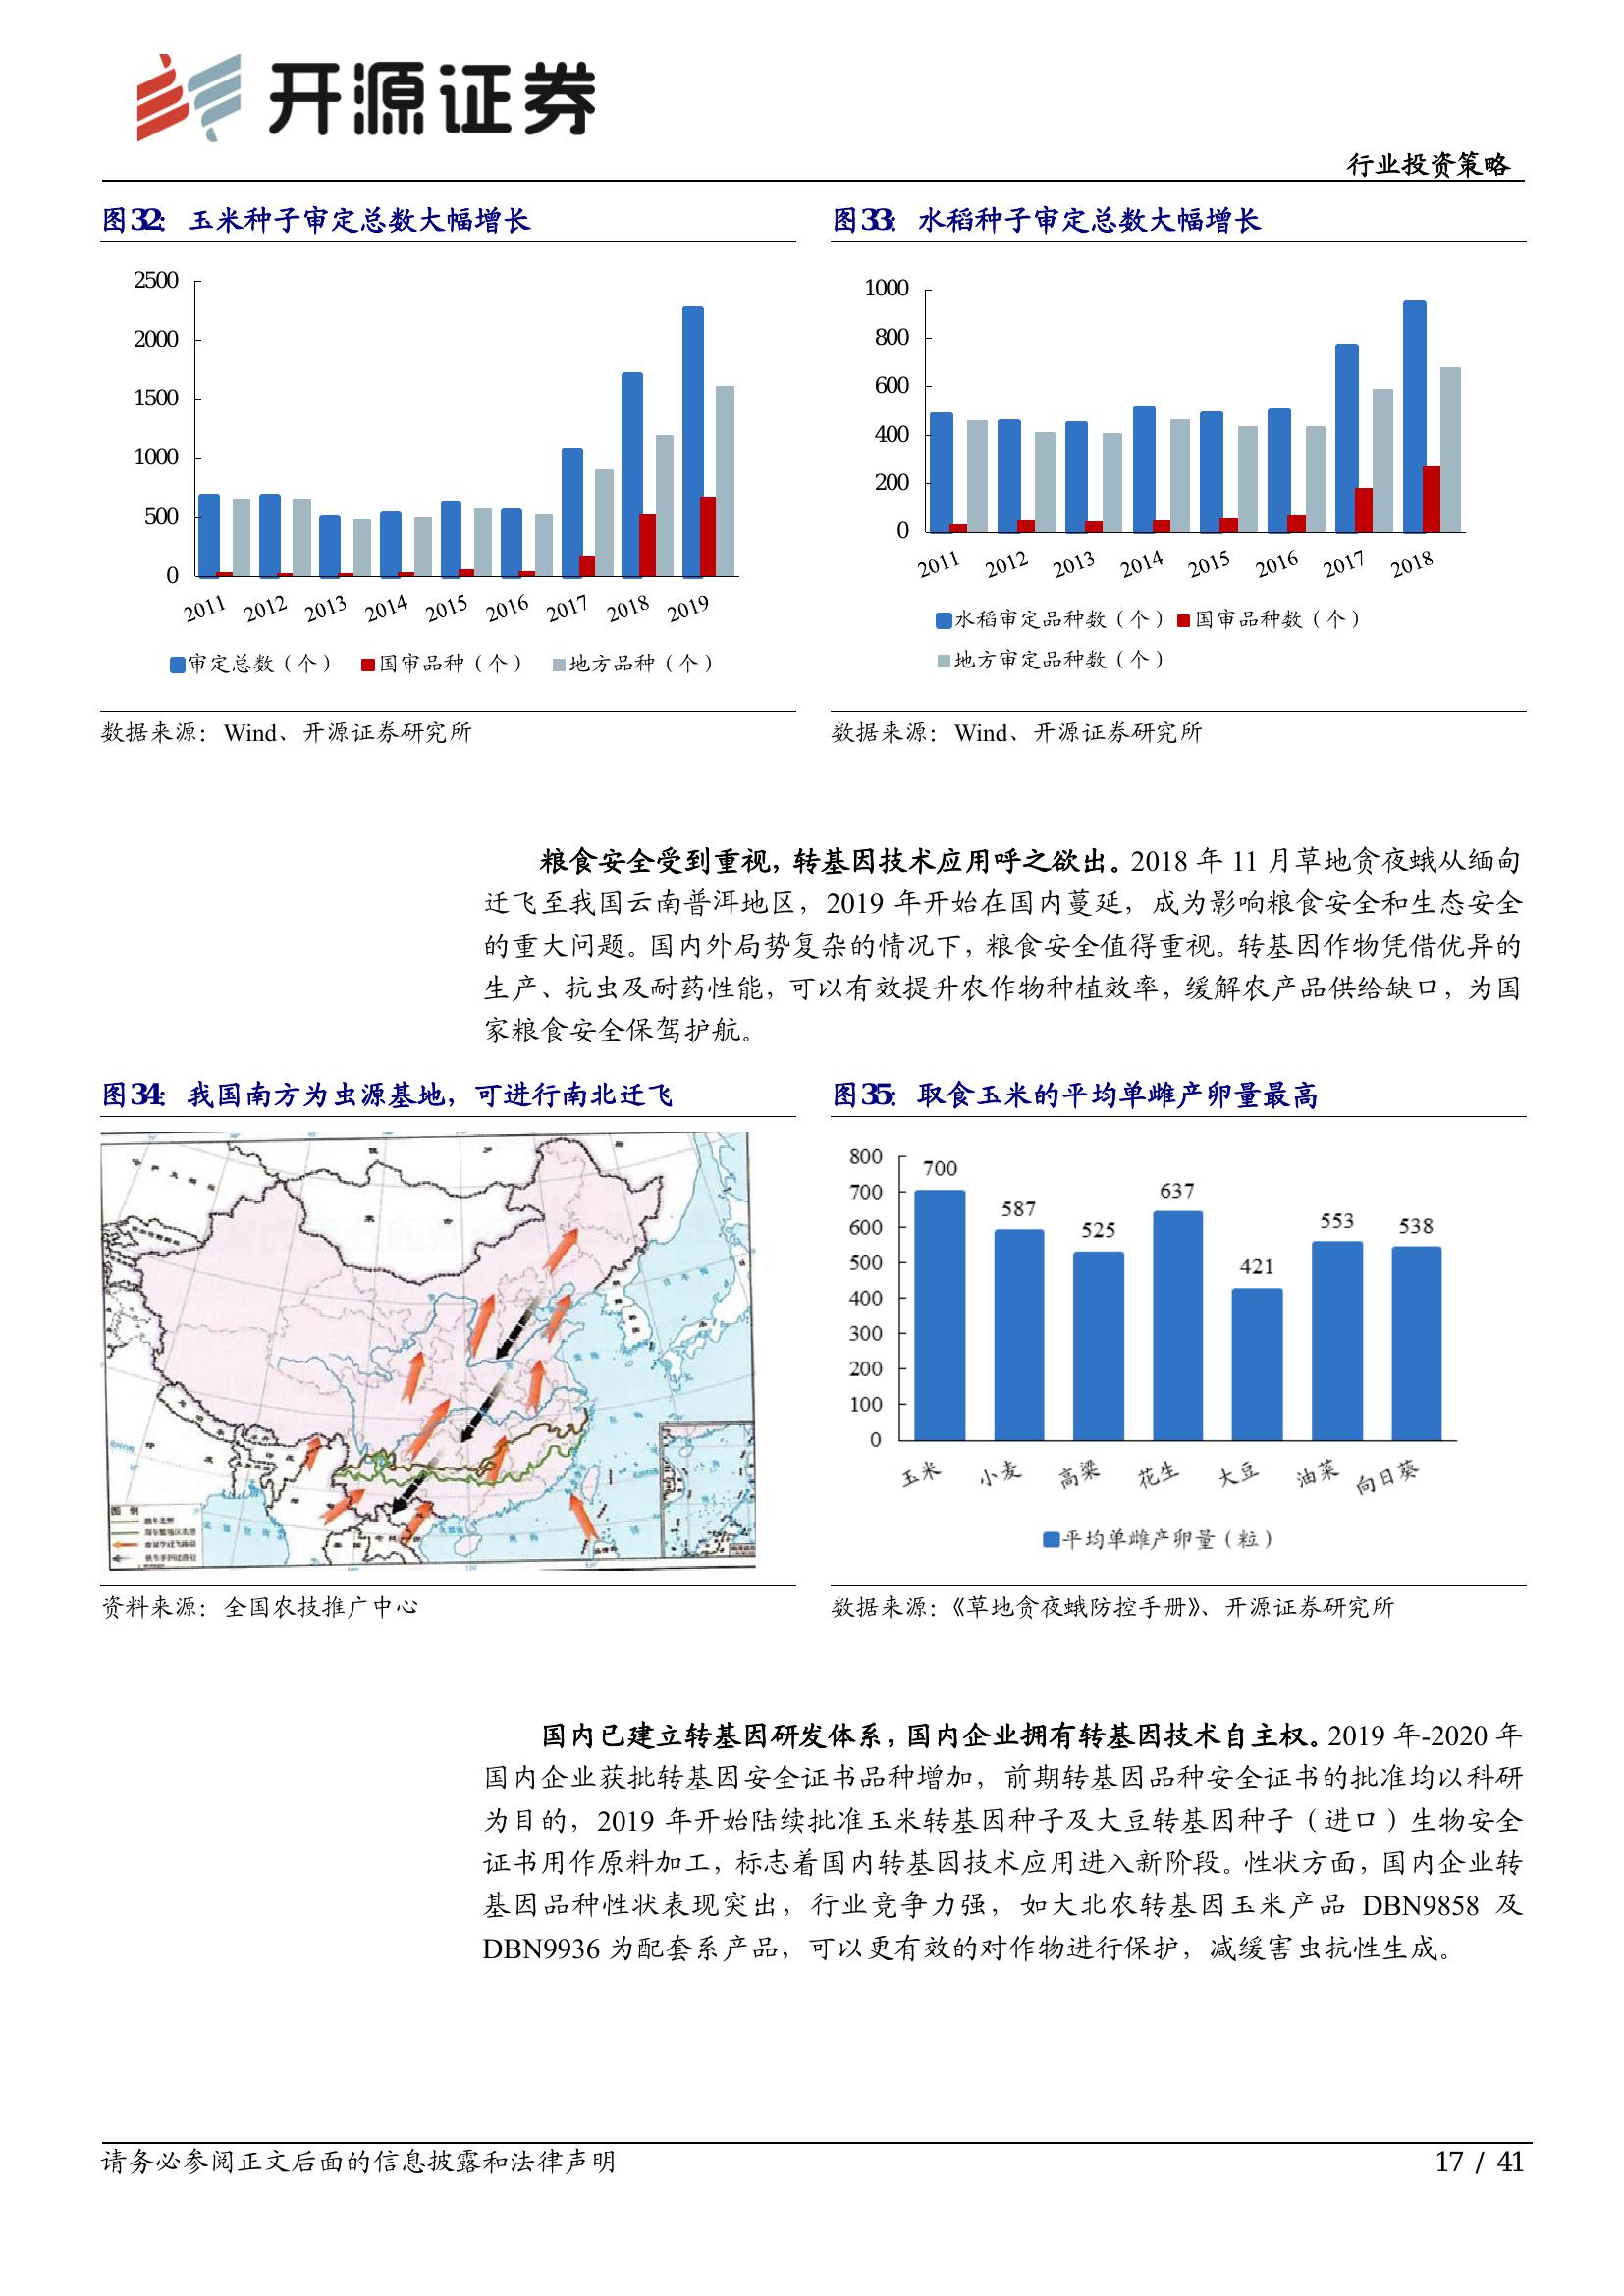 开源证券
行业投资策略
图32: 玉米种子审定总数大幅增长
2500
2000
1500
1000
500
0
2011 2012 2013 2014 2015 2016 2017 2018 2019
审定总数（个） 国审品种（个） 地方品种（个）
数据来源：Wind、开源证券研究所
图33: 水稻种子审定总数大幅增长
1000
800
600
400
200
0
2011 2012 2013 2014 2015 2016 2017 2018
水稻审定品种数（个） 国审品种数（个）
地方审定品种数（个）
数据来源：Wind、开源证券研究所
粮食安全受到重视，转基因技术应用呼之欲出。2018 年 11 月草地贪夜蛾从缅甸
迁飞至我国云南普洱地区，2019 年开始在国内蔓延，成为影响粮食安全和生态安全
的重大问题。国内外局势复杂的情况下，粮食安全值得重视。转基因作物凭借优异的
生产、抗虫及耐药性能，可以有效提升农作物种植效率，缓解农产品供给缺口，为国
家粮食安全保驾护航。
图34: 我国南方为虫源基地，可进行南北迁飞
图 例
资料来源：全国农技推广中心
图35: 取食玉米的平均单雌产卵量最高
800
700
600
500
400
300
200
100
0
700 587 525 637 421 553 538
玉米 小麦 高粱 花生 大豆 油菜 向日葵
平均单雌产卵量（粒）
数据来源：《草地贪夜蛾防控手册》、开源证券研究所
国内已建立转基因研发体系，国内企业拥有转基因技术自主权。2019 年-2020 年
国内企业获批转基因安全证书品种增加，前期转基因品种安全证书的批准均以科研
为目的，2019 年开始陆续批准玉米转基因种子及大豆转基因种子（进口）生物安全
证书用作原料加工，标志着国内转基因技术应用进入新阶段。性状方面，国内企业转
基因品种性状表现突出，行业竞争力强，如大北农转基因玉米产品 DBN9858 及
DBN9936 为配套系产品，可以更有效的对作物进行保护，减缓害虫抗性生成。
请务必参阅正文后面的信息披露和法律声明
17 / 41